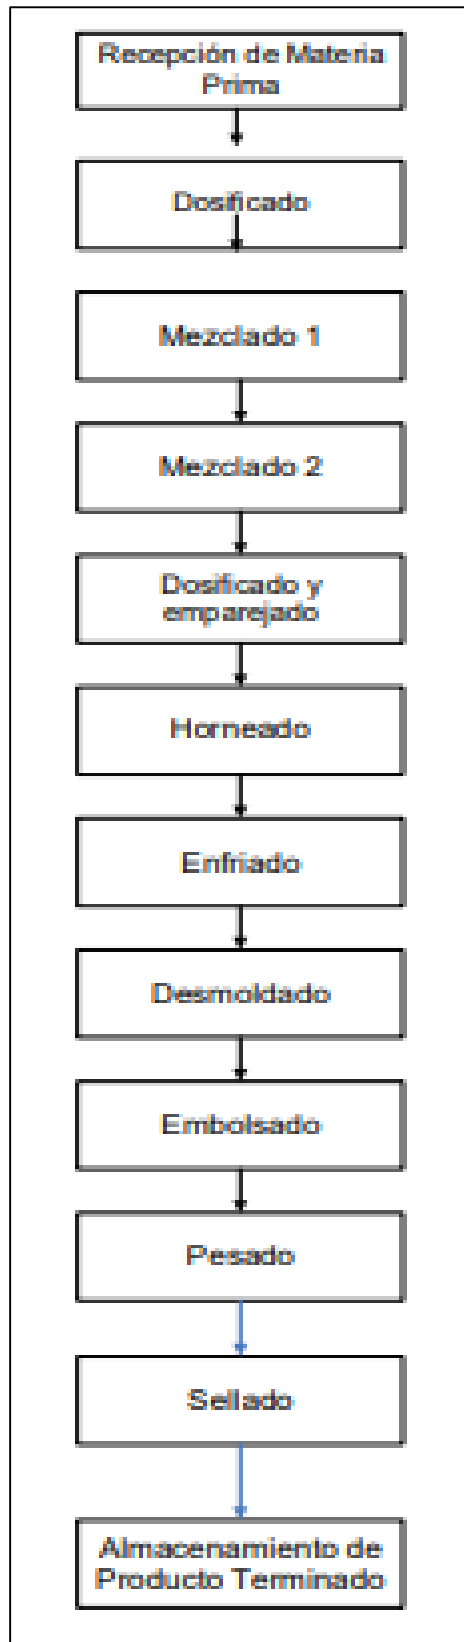 Recepción de Materia
Prima
Dosificado
Mezclado 1
Mezclado 2
Dosificado y
emparejado
Horneado
Enfriado
Desmoldado
Embolsado
Pesado
Sellado
Almacenamiento de
Producto Terminado